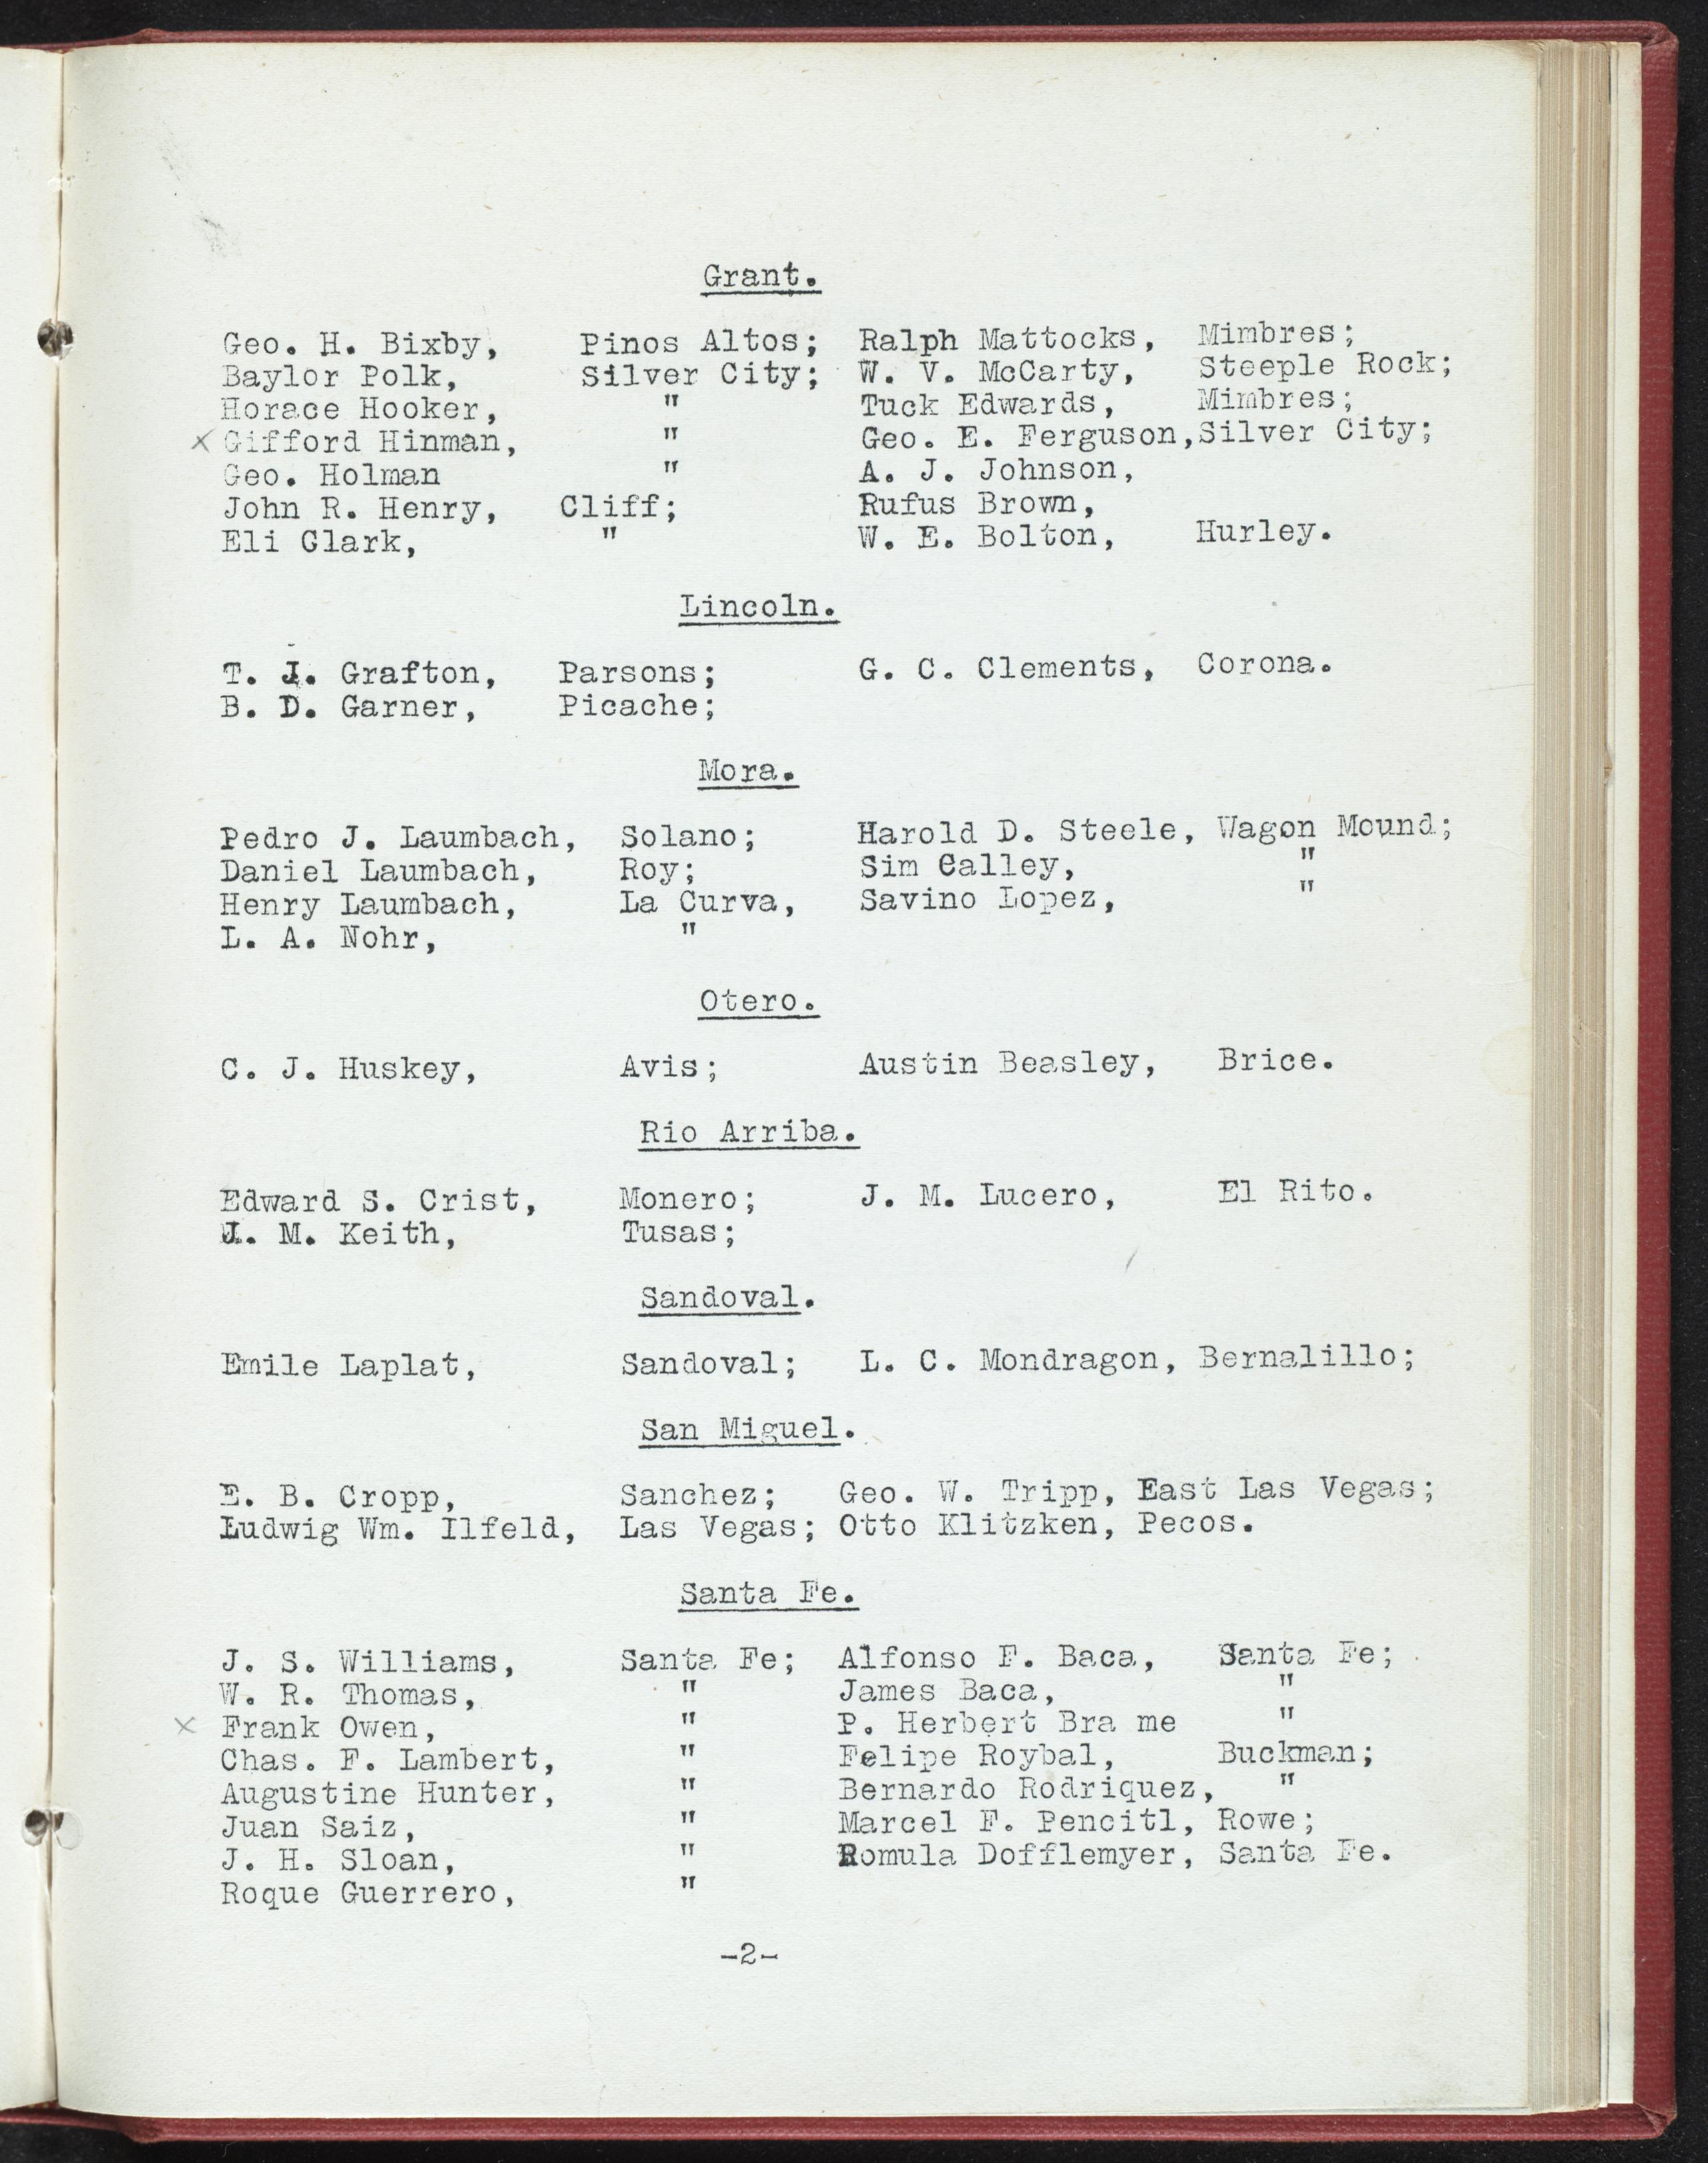 Grant.
Geo. H. Bixby, Pinos Altos; Ralph Mattocks, Mimbres;
Baylor Polk, Silver City; W. V. McCarty, Steeple Rock;
Horace Hooker, " Tuck Edwards, Mimbres;
x Gifford Hinman, " Geo. E. Ferguson, Silver City;
Geo. Holman " A. J. Johnson,
John R. Henry, Cliff; Rufus Brown,
Eli Clark, " W. E. Bolton, Hurley.
Lincoln.
T. J. Grafton, Parsons; G. C. Clements, Corona.
B. D. Garner, Picache;
Mora.
Pedro J. Laumbach, Solano; Harold D. Steele, Wagon Mound;
Daniel Laumbach, Roy; Sim Calley, "
Henry Laumbach, La Curva, Savino Lopez, "
L. A. Nohr, "
Otero.
C. J. Huskey, Avis; Austin Beasley, Brice.
Rio Arriba.
Edward S. Crist, Monero; J. M. Lucero, El Rito.
J. M. Keith, Tusas;
Sandoval.
Emile Laplat, Sandoval; L. C. Mondragon, Bernalillo;
San Miguel.
E. B. Cropp, Sanchez; Geo. W. Tripp, East Las Vegas;
Ludwig Wm. Ilfeld, Las Vegas; Otto Klitzken, Pecos.
Santa Fe.
J. S. Williams, Santa Fe; Alfonso F. Baca, Santa Fe;
W. R. Thomas, " James Baca, "
x Frank Owen, " P. Herbert Bra me "
Chas. F. Lambert, " Felipe Roybal, Buckman;
Augustine Hunter, " Bernardo Rodriquez, "
Juan Saiz, " Marcel F. Pencitl, Rowe;
J. H. Sloan, " Romula Dofflemyer, Santa Fe.
Roque Guerrero, "
-2-